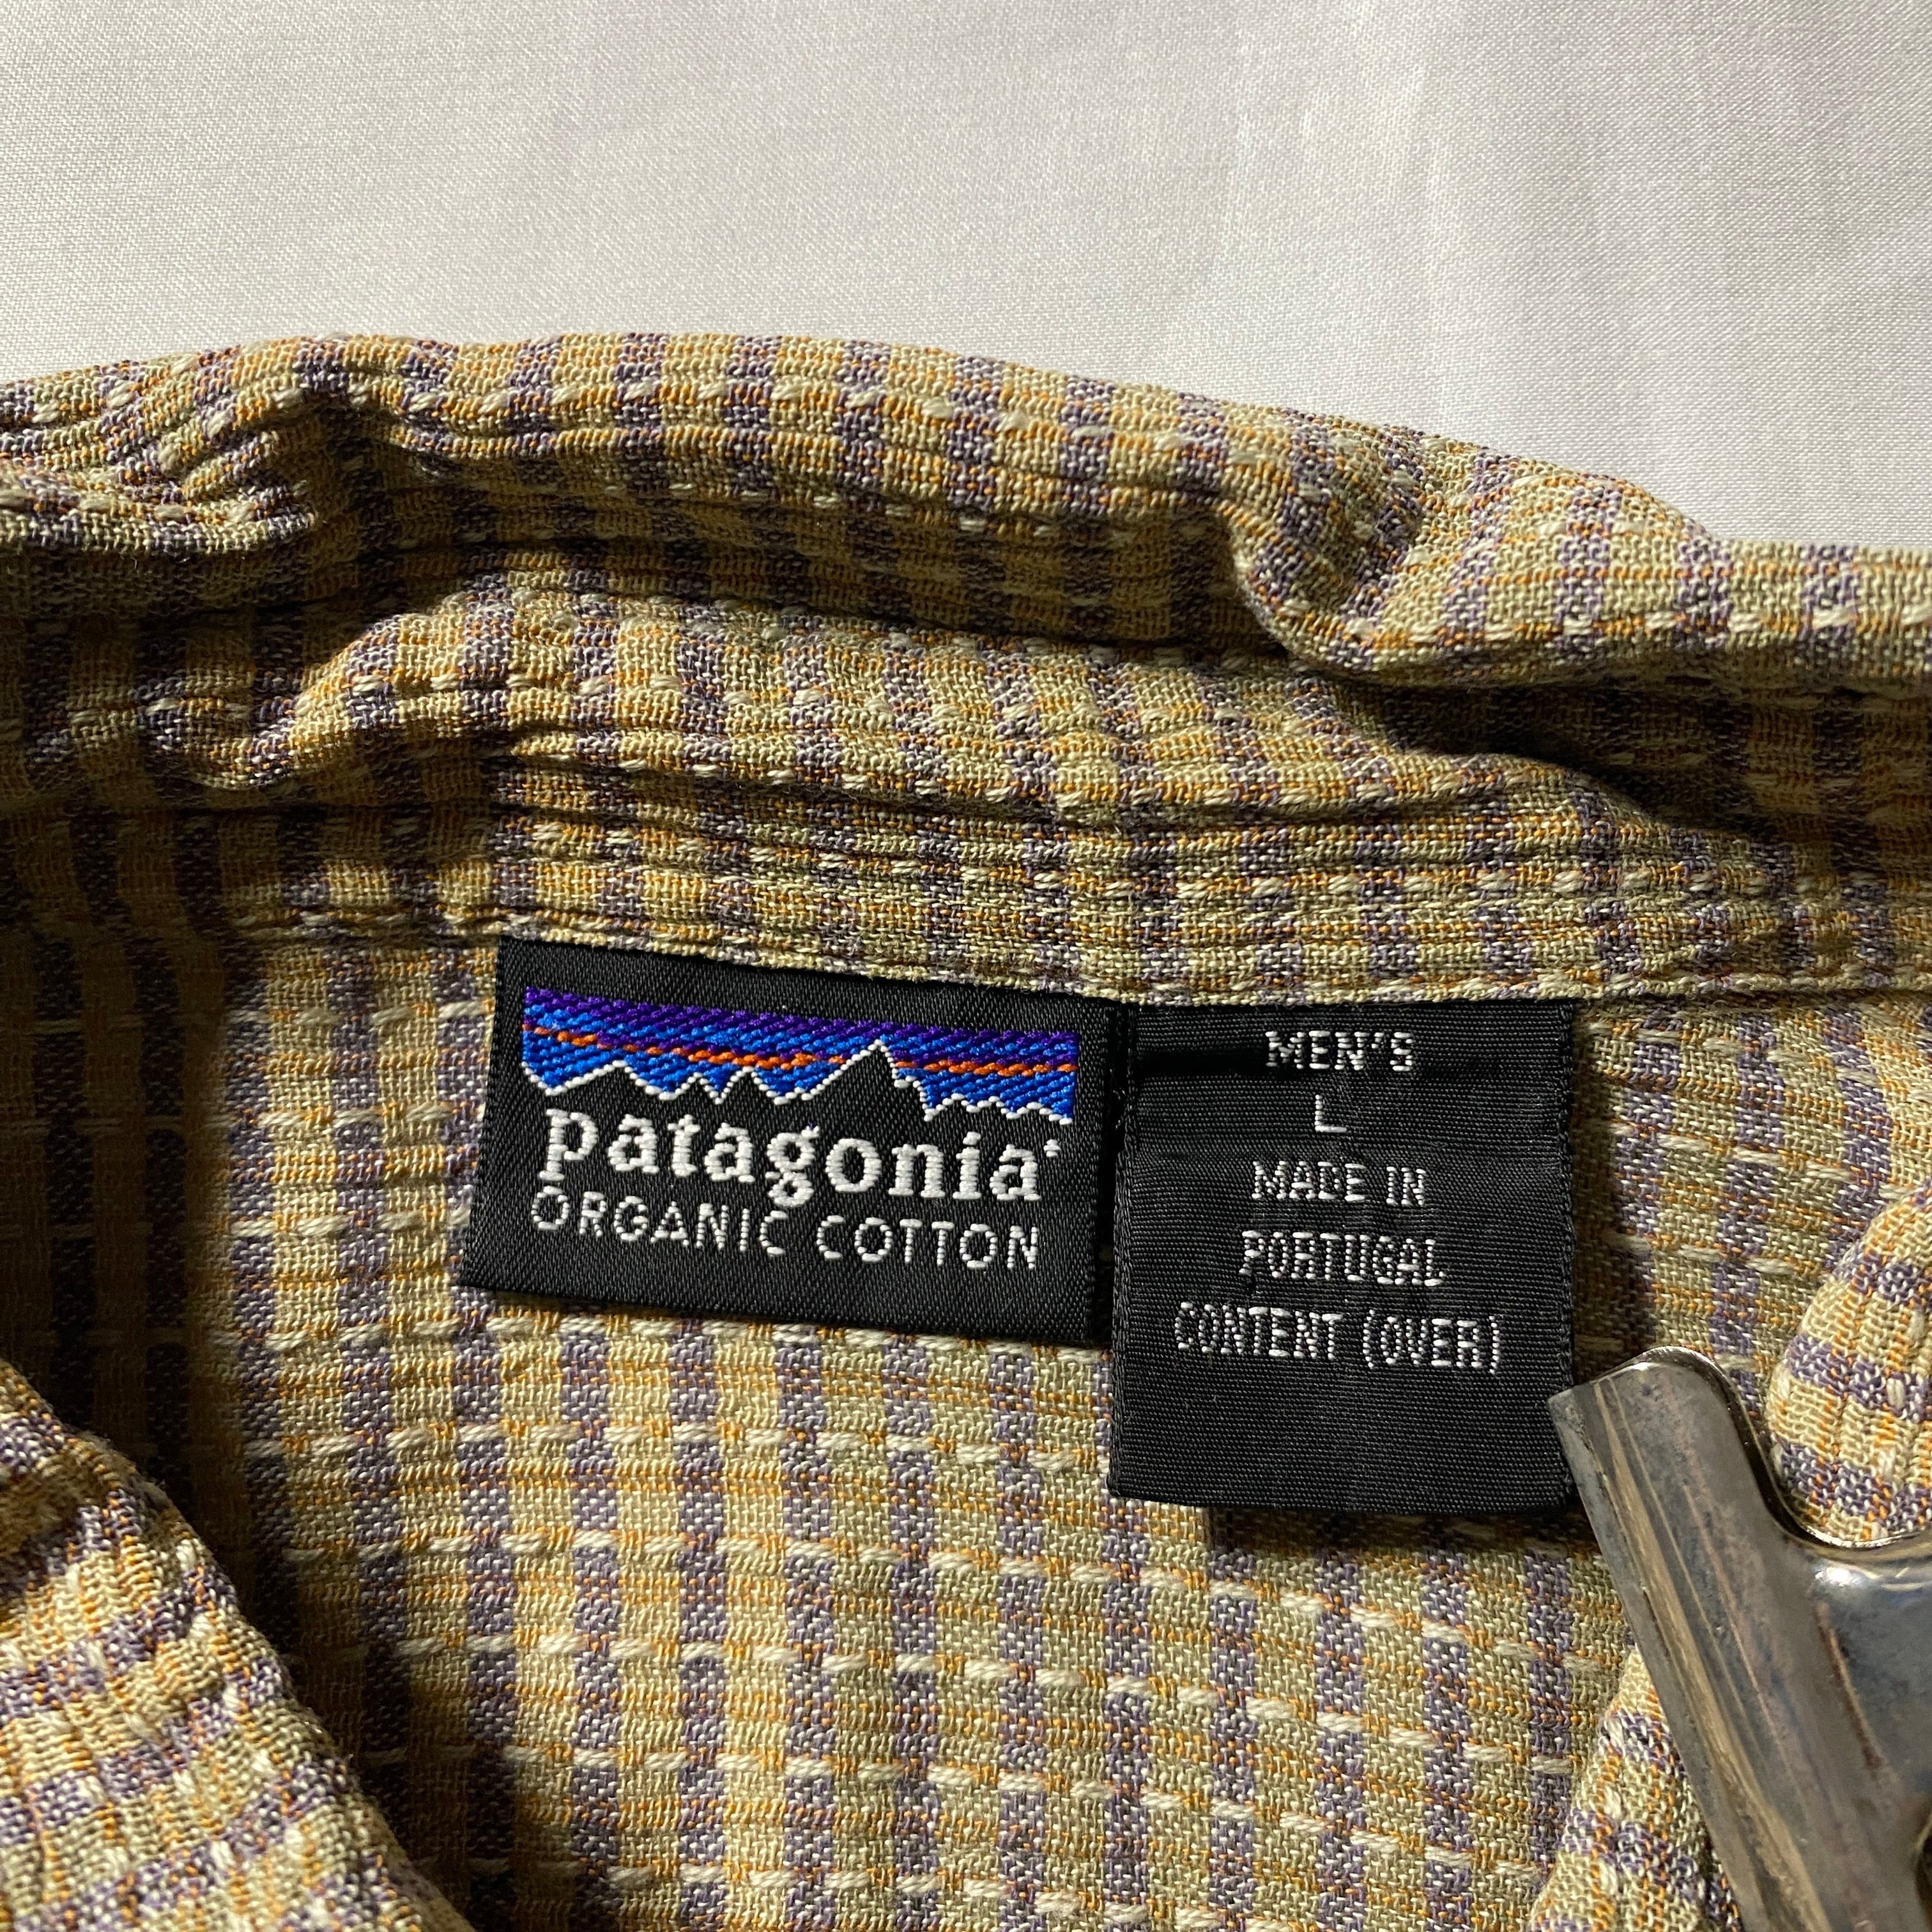 patagonia®
ORGANIC COTTON
MEN'S
L
MADE IN
PORTUGAL
CONTENT (OVER)